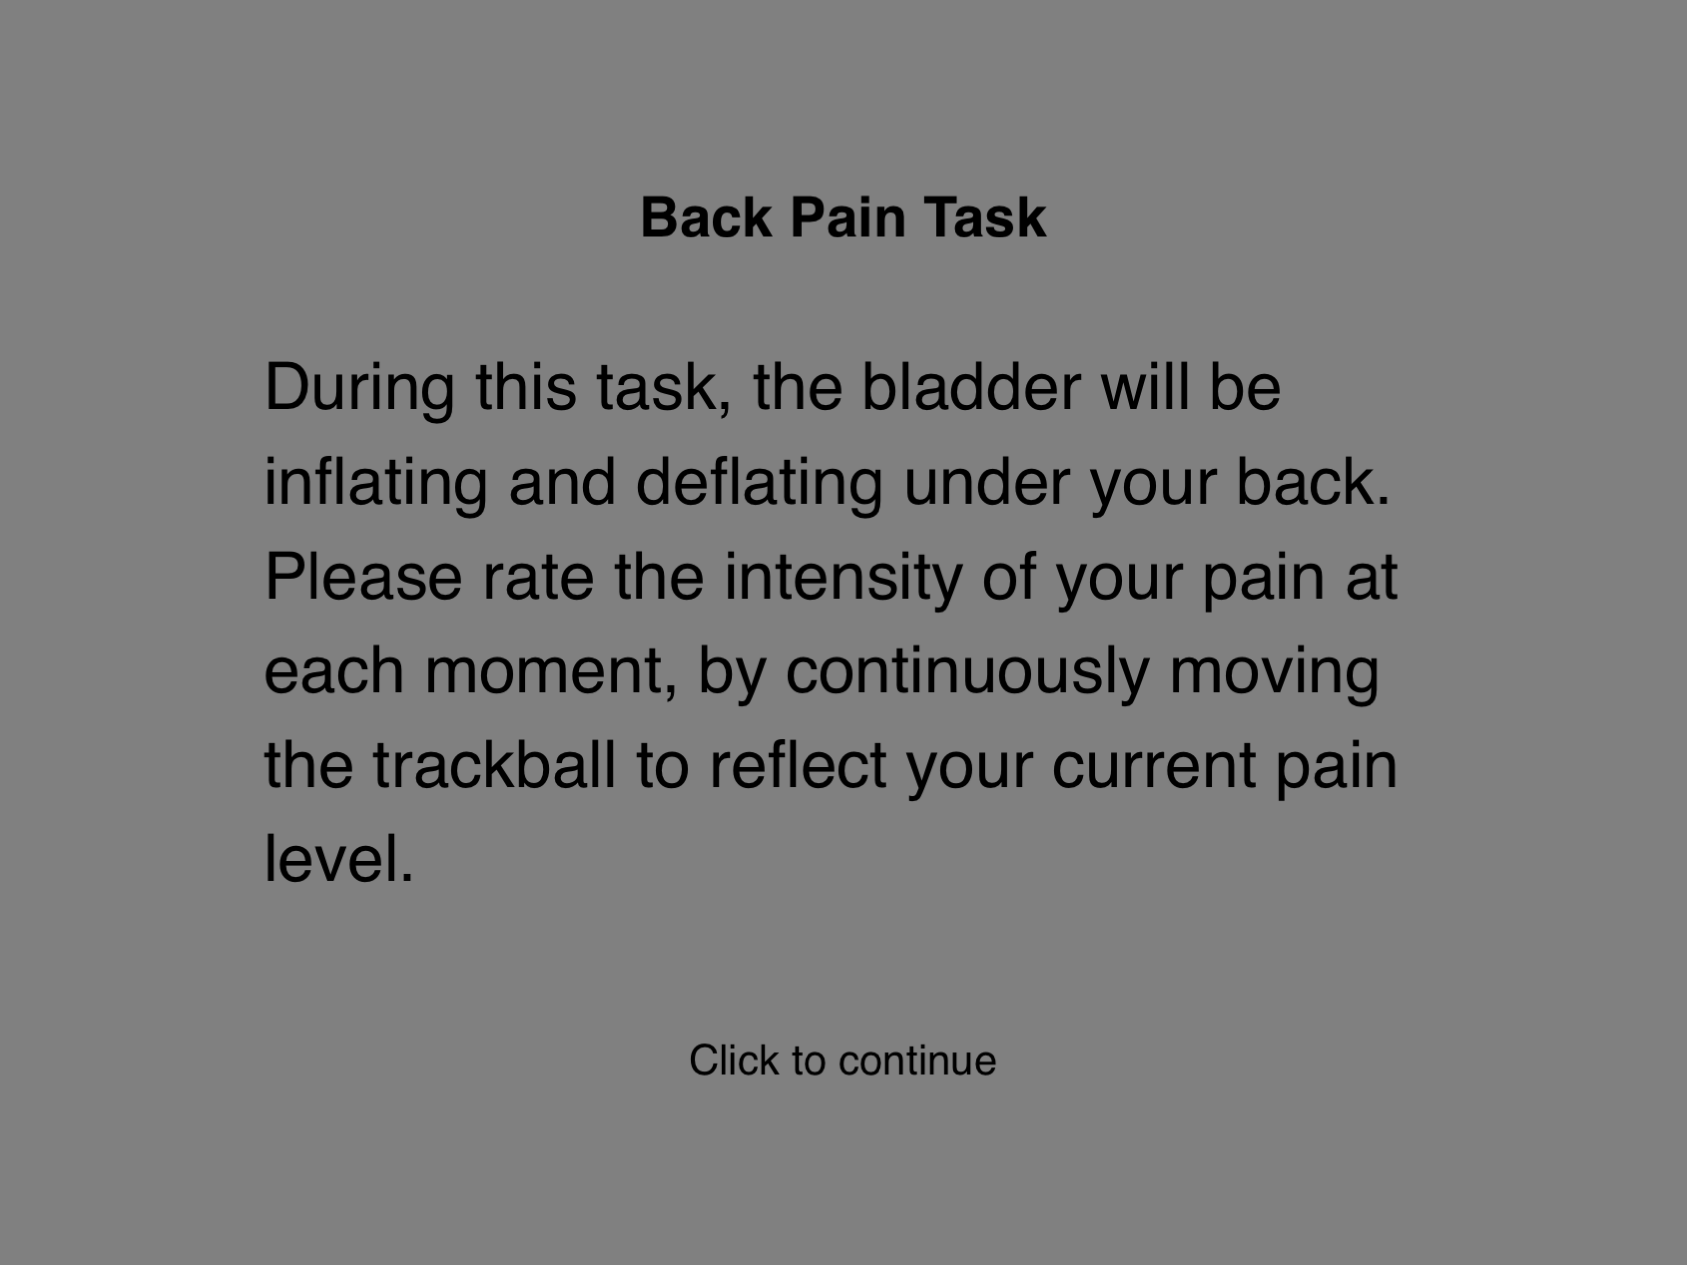 Back Pain Task
During this task, the bladder will be
inflating and deflating under your back.
Please rate the intensity of your pain at
each moment, by continuously moving
the trackball to reflect your current pain
level.
Click to continue